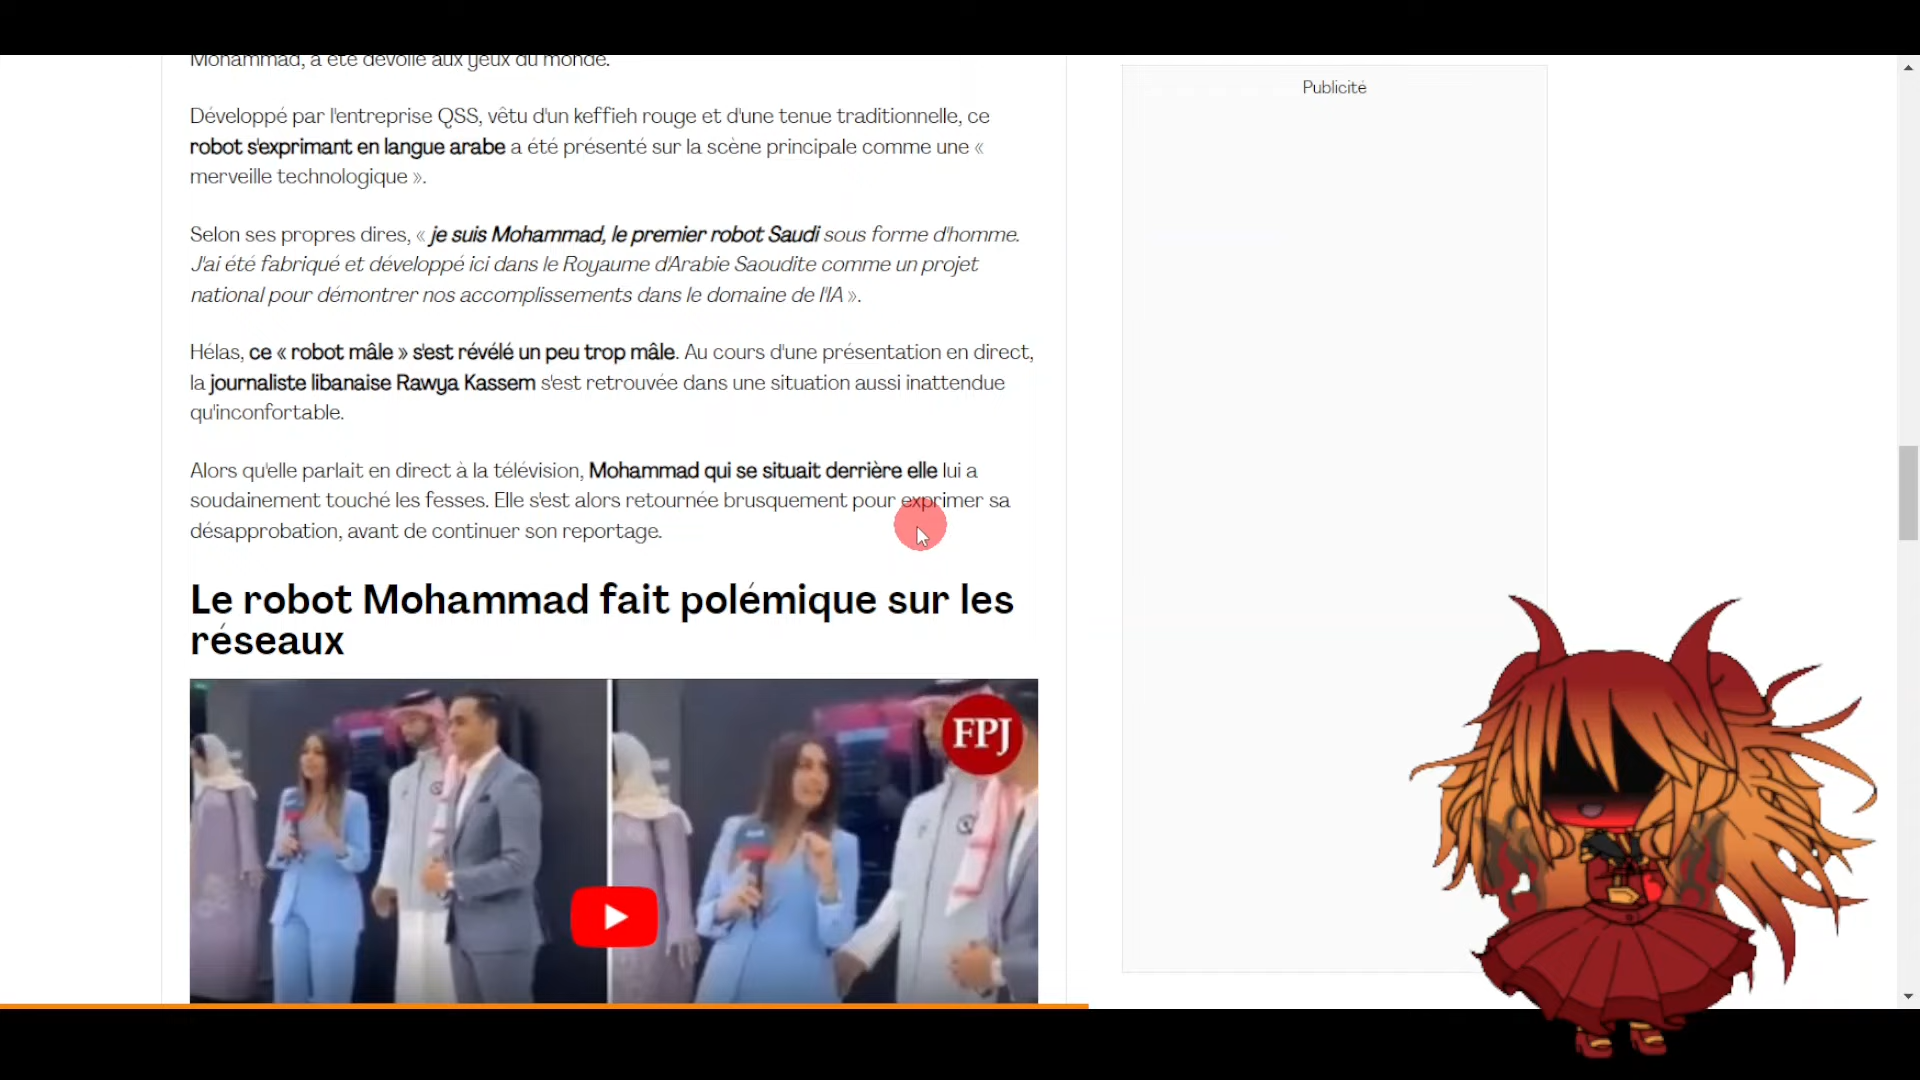 Mohammad, a été dévoilé aux yeux du monde.
Publicité
Développé par l'entreprise QSS, vêtu d'un keffieh rouge et d'une tenue traditionnelle, ce
robot s'exprimant en langue arabe a été présenté sur la scène principale comme une «
merveille technologique ».
Selon ses propres dires, « je suis Mohammad, le premier robot Saudi sous forme d'homme.
J'ai été fabriqué et développé ici dans le Royaume d'Arabie Saoudite comme un projet
national pour démontrer nos accomplissements dans le domaine de l'IA ».
Hélas, ce « robot mâle » s'est révélé un peu trop mâle. Au cours d'une présentation en direct,
la journaliste libanaise Rawya Kassem s'est retrouvée dans une situation aussi inattendue
qu'inconfortable.
Alors qu'elle parlait en direct à la télévision, Mohammad qui se situait derrière elle lui a
soudainement touché les fesses. Elle s'est alors retournée brusquement pour exprimer sa
désapprobation, avant de continuer son reportage.
Le robot Mohammad fait polémique sur les
réseaux
FPJ